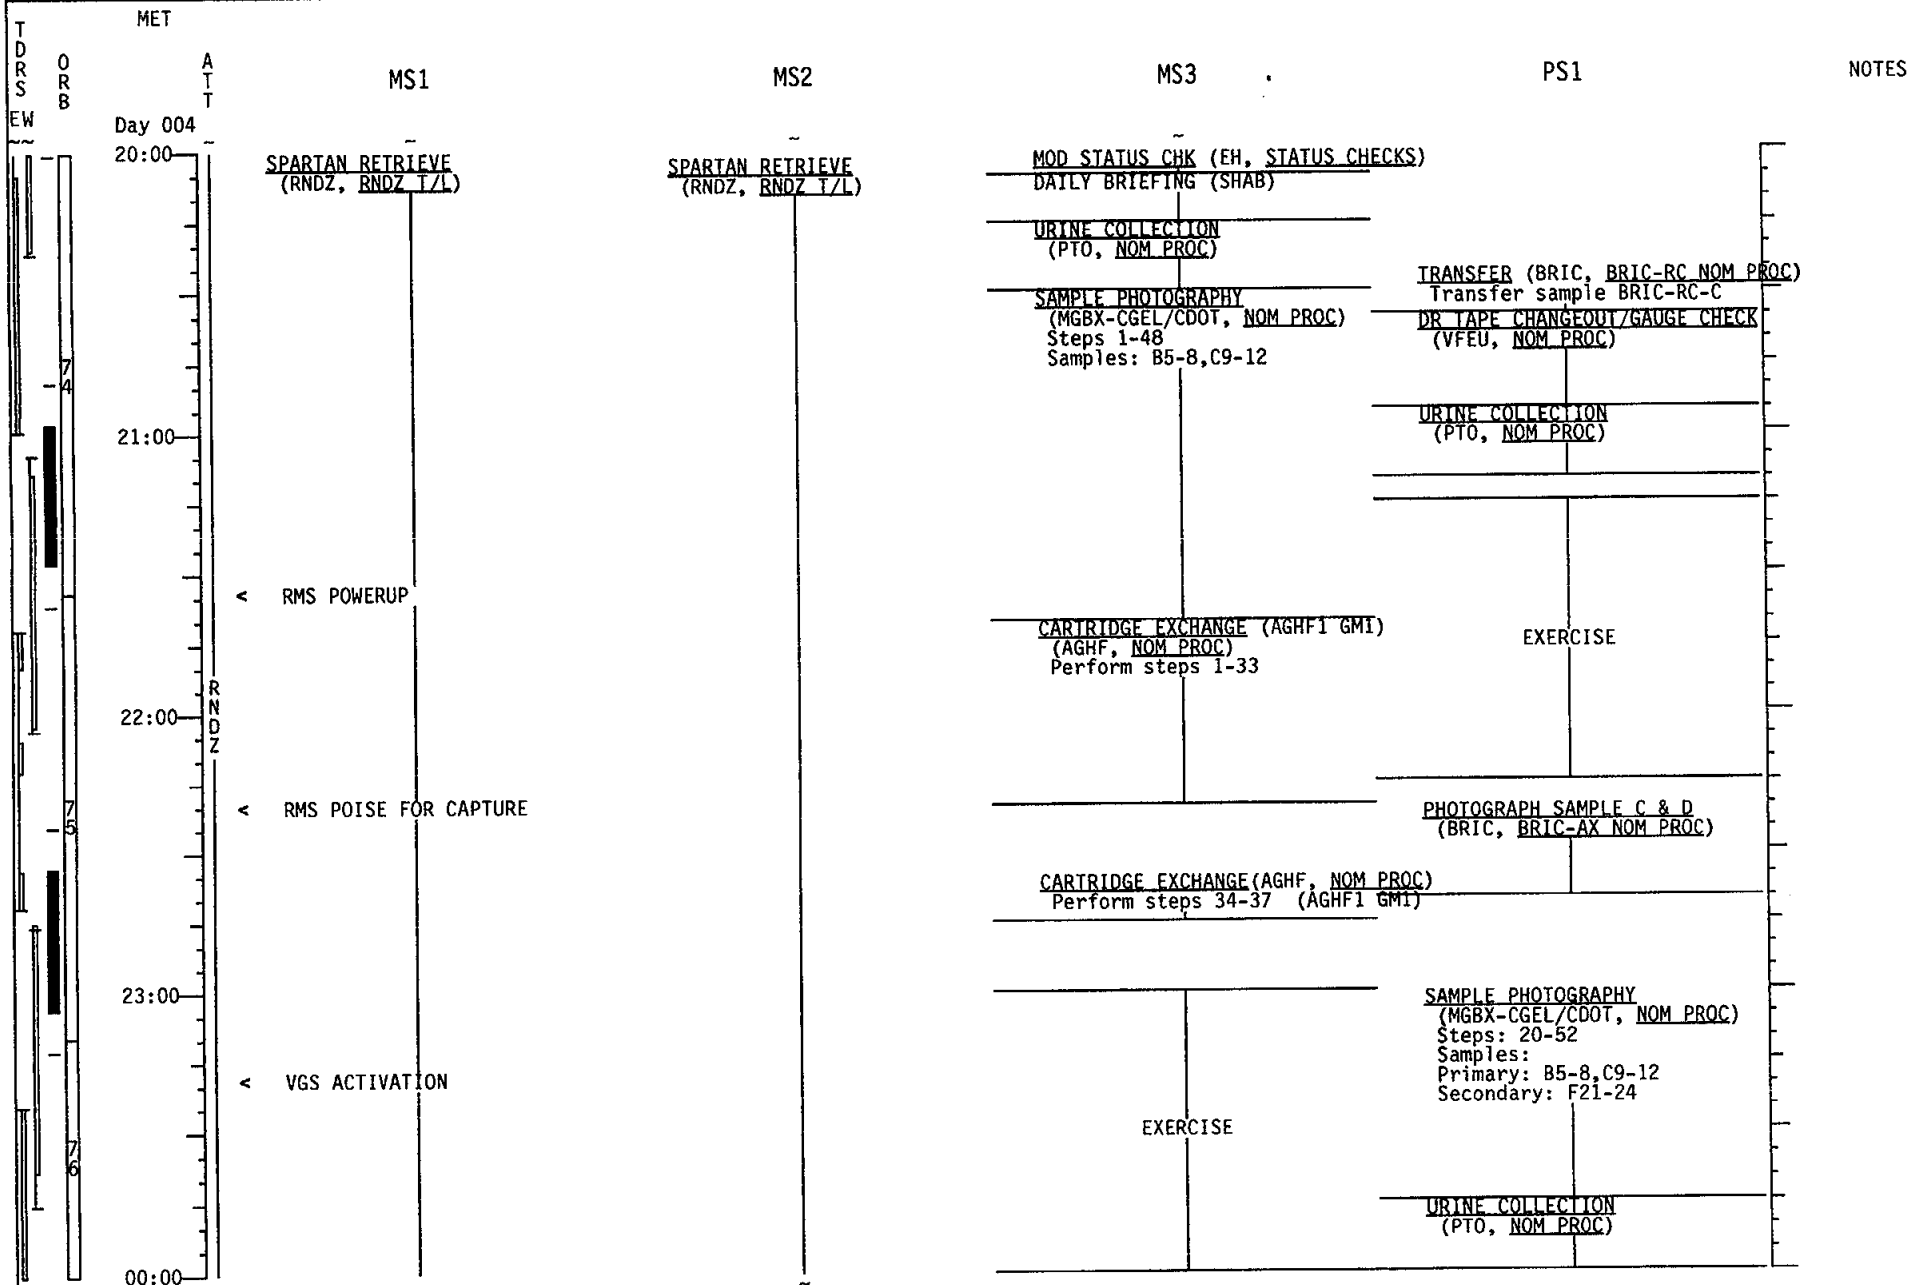 MET
TDRS
ORB
ATT
MS1
MS2
MS3
PS1
NOTES
EW
Day 004
20:00
SPARTAN RETRIEVE
(RNDZ, RNDZ T/L)
SPARTAN RETRIEVE
(RNDZ, RNDZ T/L)
MOD STATUS CHK (EH, STATUS CHECKS)
DAILY BRIEFING (SHAB)
URINE COLLECTION
(PTO, NOM PROC)
TRANSFER (BRIC, BRIC-RC NOM PROC)
Transfer sample BRIC-RC-C
SAMPLE PHOTOGRAPHY
(MGBX-CGEL/CDOT, NOM PROC)
Steps 1-48
Samples: B5-8,C9-12
DR TAPE CHANGEOUT/GAUGE CHECK
(VFEU, NOM PROC)
74
URINE COLLECTION
(PTO, NOM PROC)
21:00
< RMS POWERUP
CARTRIDGE EXCHANGE (AGHF1 GM1)
(AGHF, NOM PROC)
Perform steps 1-33
EXERCISE
RNDZ
22:00
75
< RMS POISE FOR CAPTURE
PHOTOGRAPH SAMPLE C & D
(BRIC, BRIC-AX NOM PROC)
CARTRIDGE EXCHANGE(AGHF, NOM PROC)
Perform steps 34-37 (AGHF1 GM1)
23:00
SAMPLE PHOTOGRAPHY
(MGBX-CGEL/CDOT, NOM PROC)
Steps: 20-52
Samples:
Primary: B5-8,C9-12
Secondary: F21-24
< VGS ACTIVATION
EXERCISE
76
URINE COLLECTION
(PTO, NOM PROC)
00:00